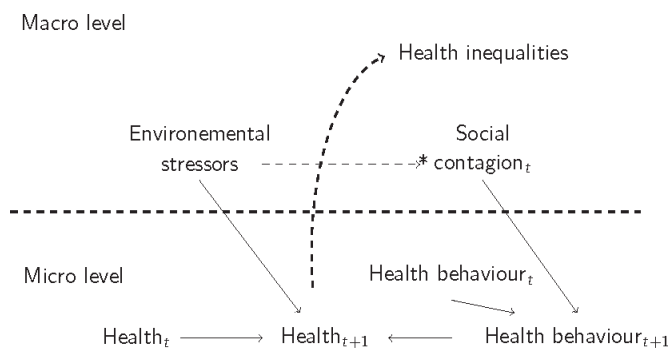 Macro level
Health inequalities
Environemental
stressors
Social
* contagion_t
Micro level
Health behaviour_t
Health_t
Health_{t+1}
Health behaviour_{t+1}